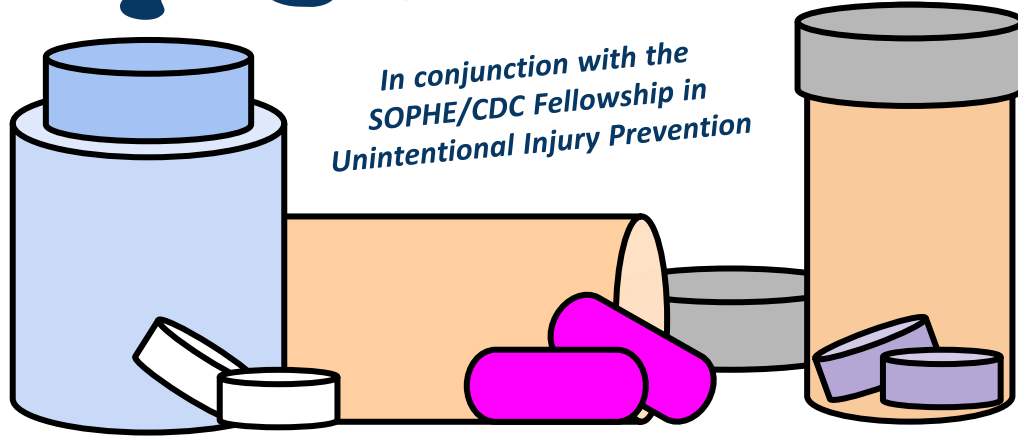 In conjunction with the
SOPHE/CDC Fellowship in
Unintentional Injury Prevention